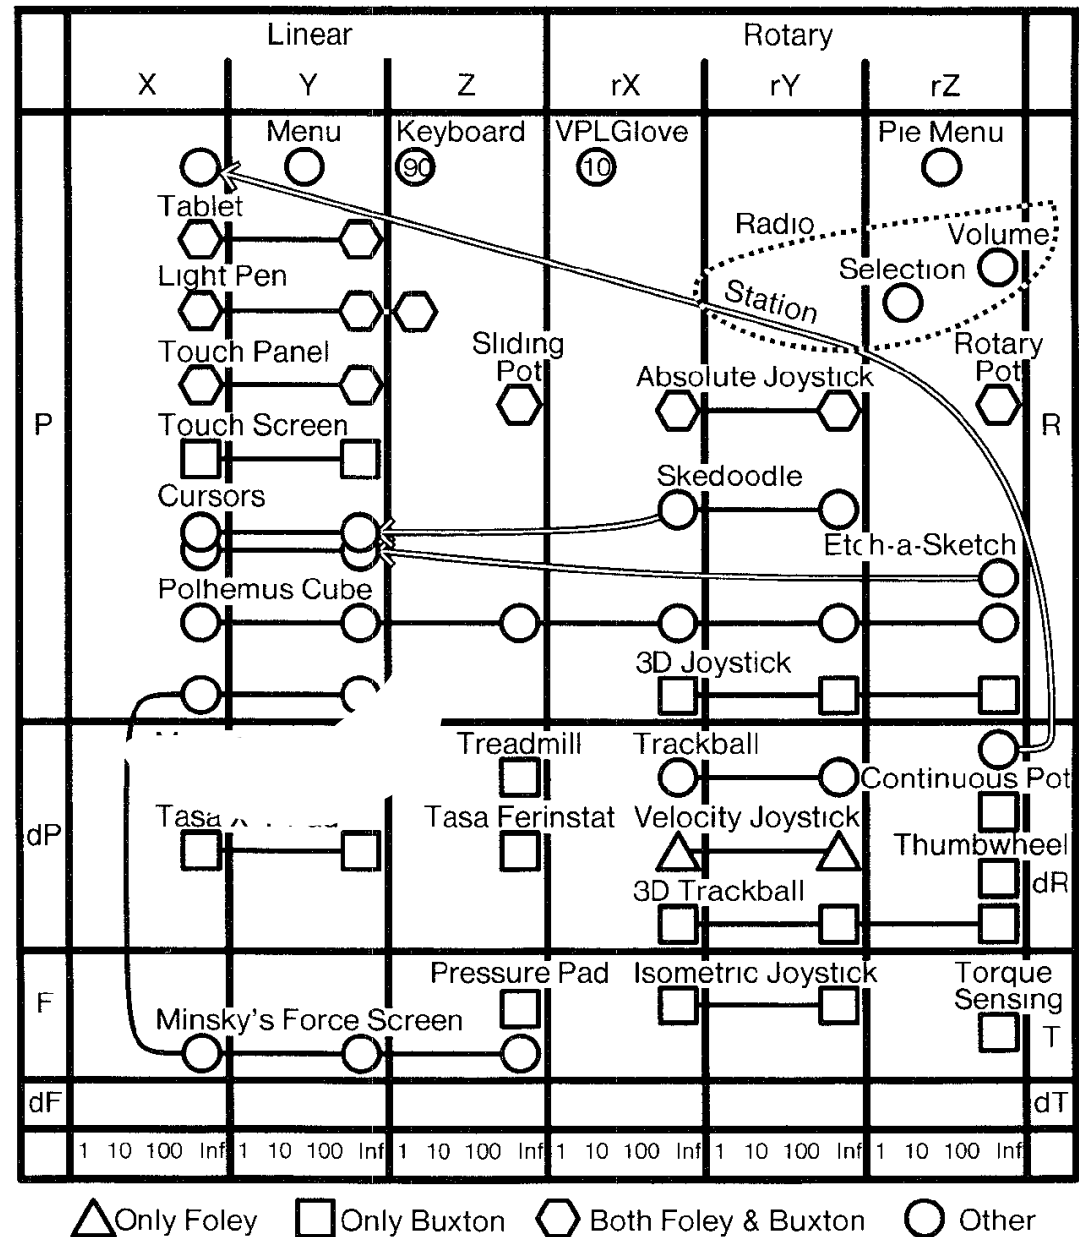 Linear Rotary
X Y Z rX rY rZ
Menu Keyboard VPLGlove Pie Menu
90 10
Tablet
Radio
Volume
Light Pen
Selection
Station
Sliding
Pot
Rotary
Pot
Touch Panel
Absolute Joystick
P
R
Touch Screen
Skedoodle
Cursors
Etch-a-Sketch
Polhemus Cube
3D Joystick
Treadmill Trackball
Continuous Pot
Tasa
Tasa Ferinstat Velocity Joystick
dP
Thumbwheel
dR
3D Trackball
Pressure Pad Isometric Joystick Torque
Sensing
F
T
Minsky's Force Screen
dF dT
1 10 100 Inf 1 10 100 Inf 1 10 100 Inf 1 10 100 Inf 1 10 100 Inf 1 10 100 Inf
Only Foley Only Buxton Both Foley & Buxton Other